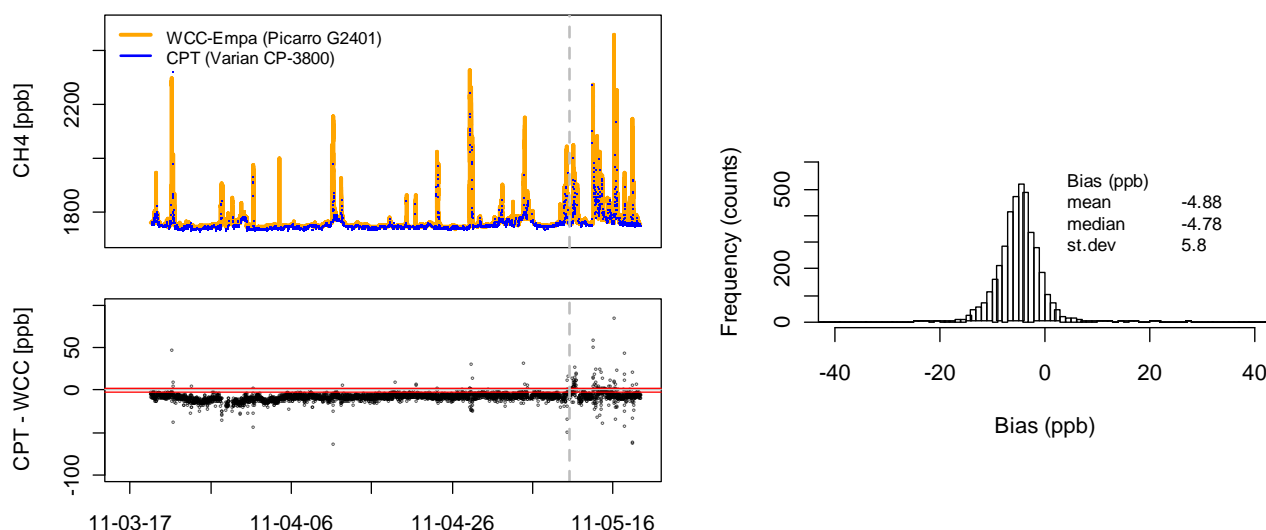 WCC-Empa (Picarro G2401)
CPT (Varian CP-3800)
CH4 [ppb]
2200
1800
CPT - WCC [ppb]
50
0
-100
11-03-17 11-04-06 11-04-26 11-05-16
Frequency (counts)
500
200
0
Bias (ppb)
mean -4.88
median -4.78
st.dev 5.8
-40 -20 0 20 40
Bias (ppb)